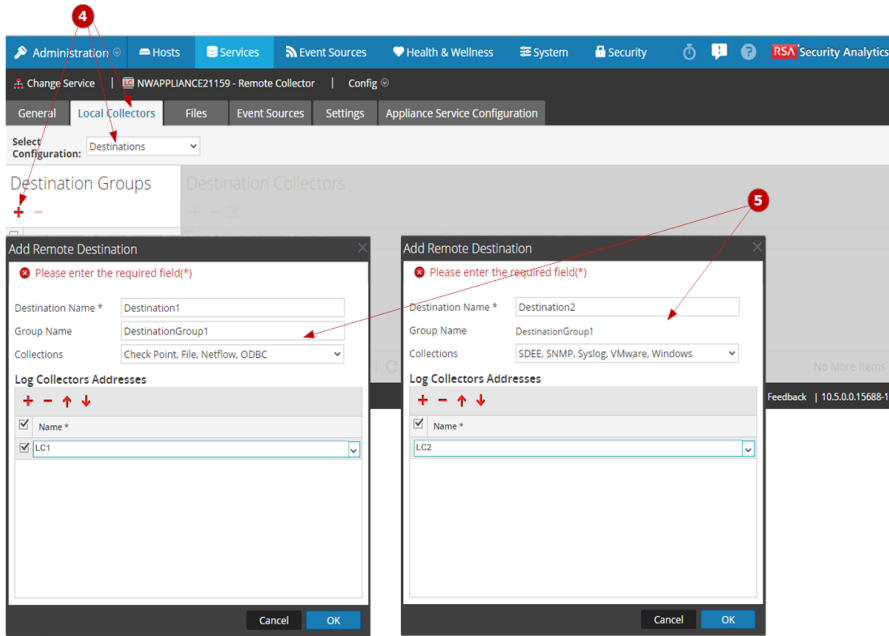 4
Administration Hosts Services Event Sources Health & Wellness System Security RSA Security Analytics
Change Service | NWAPPLIANCE21159 - Remote Collector | Config
General Local Collectors Files Event Sources Settings Appliance Service Configuration
Select Configuration: Destinations
Destination Groups Destination Collectors
5
Add Remote Destination
Please enter the required field(*)
Destination Name * Destination1
Group Name DestinationGroup1
Collections Check Point, File, Netflow, ODBC
Log Collectors Addresses
Name *
LC1
Cancel OK
Add Remote Destination
Please enter the required field(*)
Destination Name * Destination2
Group Name DestinationGroup1
Collections SDEE, SNMP, Syslog, VMware, Windows
Log Collectors Addresses
Name *
LC2
Cancel OK
No More Items
Feedback | 10.5.0.0.15688-1